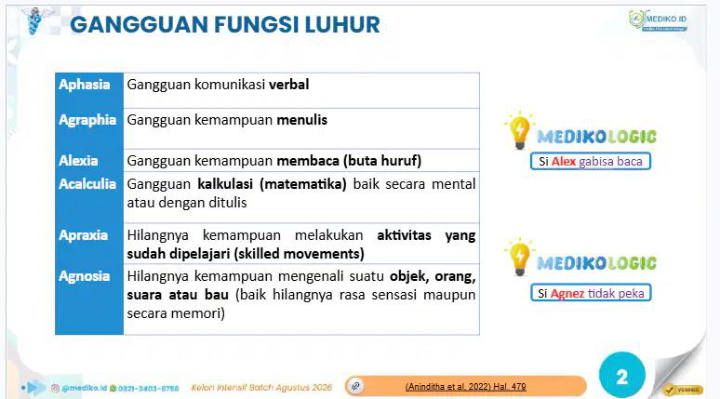 GANGGUAN FUNGSI LUHUR
MEDIKO.ID
Aphasia Gangguan komunikasi verbal
Agraphia Gangguan kemampuan menulis
Alexia Gangguan kemampuan membaca (buta huruf)
Acalculia Gangguan kalkulasi (matematika) baik secara mental
atau dengan ditulis
Apraxia Hilangnya kemampuan melakukan aktivitas yang
sudah dipelajari (skilled movements)
Agnosia Hilangnya kemampuan mengenali suatu objek, orang,
suara atau bau (baik hilangnya rasa sensasi maupun
secara memori)
MEDIKOLOGIC
Si Alex gabisa baca
MEDIKOLOGIC
Si Agnez tidak peka
@mediko.id 0821-3403-8758 Kelon Intensif Batch Agustus 2026
(Aninditha et al, 2022) Hal. 479
2